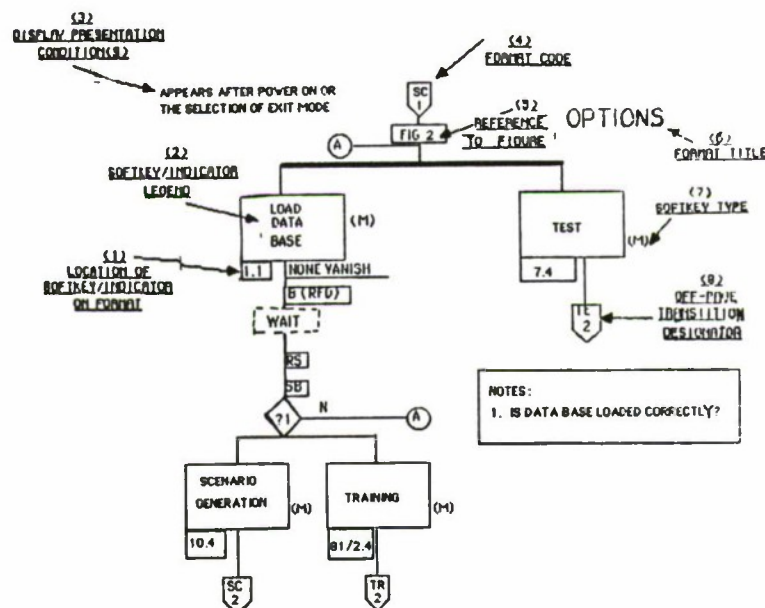 (3)
DISPLAY PRESENTATION
CONDITION(S)
APPEARS AFTER POWER ON OR
THE SELECTION OF EXIT MODE
(4)
FORMAT CODE
SC
1
FIG 2
A
(5)
REFERENCE
TO FIGURE
OPTIONS
(6)
FORMAT TITLE
(2)
SOFTKEY/INDICATOR
LEGEND
LOAD
DATA
BASE
(M)
TEST
(M)
(7)
SOFTKEY TYPE
(1)
LOCATION OF
SOFTKEY/INDICATOR
ON FORMAT
1.1
NONE VANISH
B (RFD)
WAIT
7.4
TE
2
(8)
OFF-PAGE
TRANSITION
DESIGNATOR
RS
SB
?1
N
A
NOTES:
1. IS DATA BASE LOADED CORRECTLY?
SCENARIO
GENERATION
(M)
TRAINING
(M)
10.4
81/2.4
SC
2
TR
2